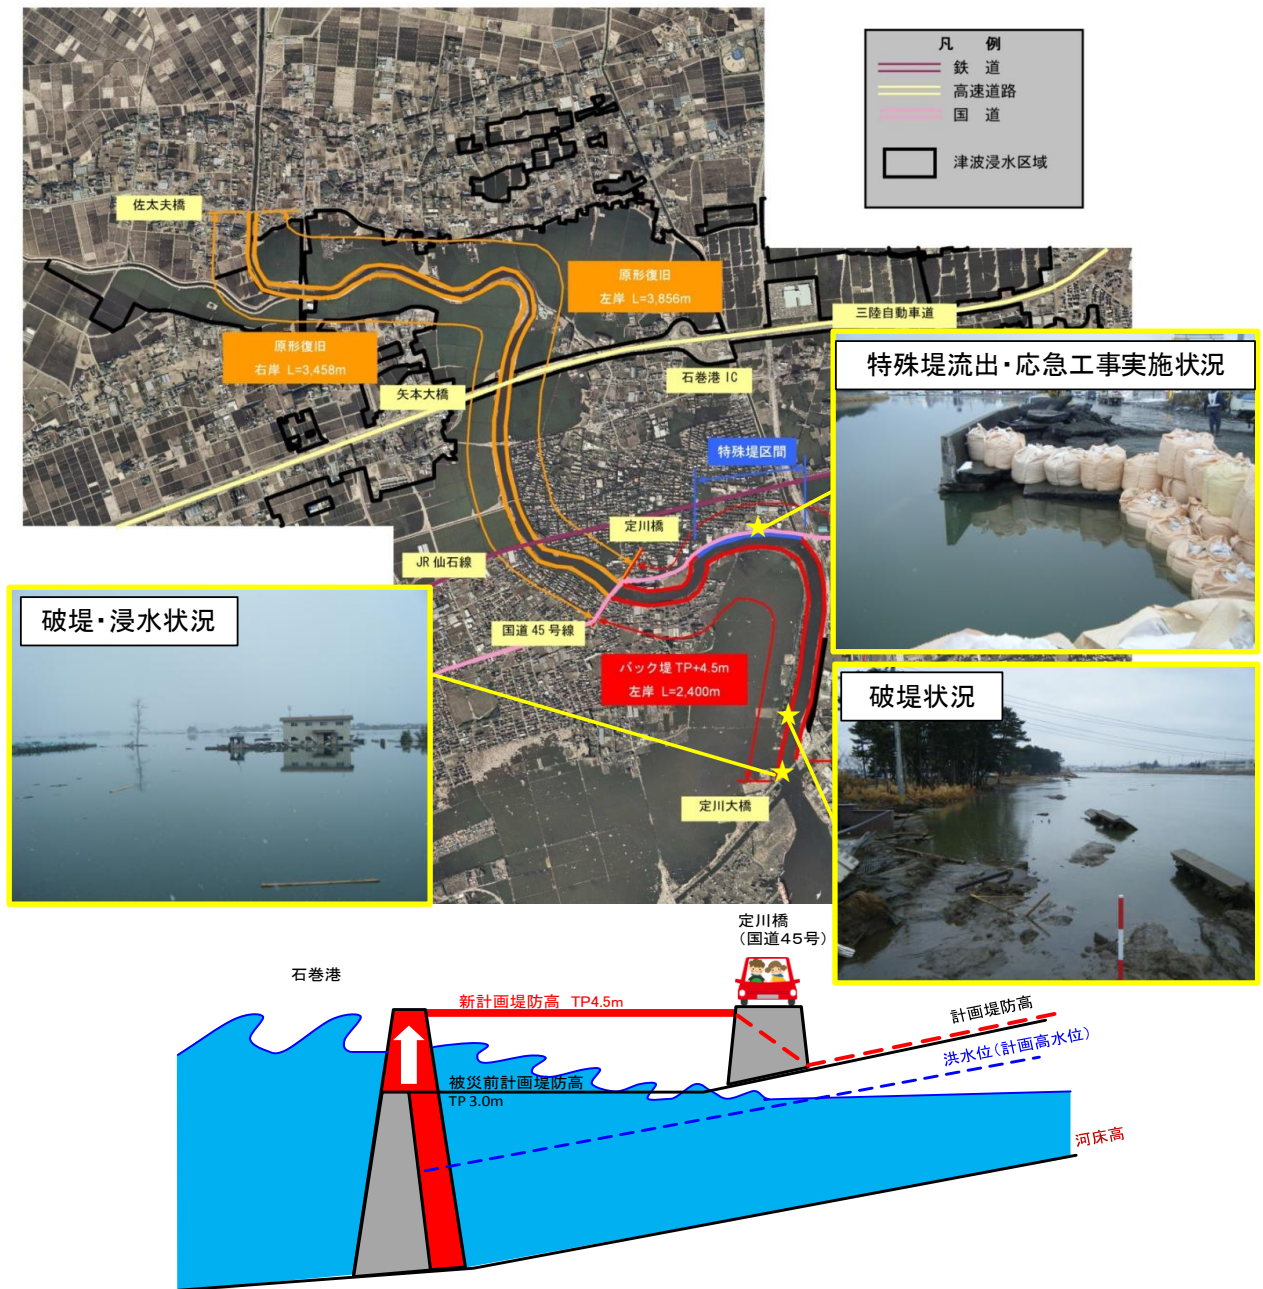 凡 例
鉄 道
高速道路
国 道
津波浸水区域
佐太夫橋
原形復旧
左岸 L=3,856m
三陸自動車道
原形復旧
右岸 L=3,458m
矢本大橋
石巻港 IC
特殊堤流出・応急工事実施状況
特殊堤区間
定川橋
JR 仙石線
国道 45 号線
破堤・浸水状況
バック堤 TP+4.5m
左岸 L=2,400m
破堤状況
定川大橋
定川橋
(国道45号)
石巻港
新計画堤防高 TP4.5m
計画堤防高
洪水位(計画高水位)
被災前計画堤防高
TP 3.0m
河床高